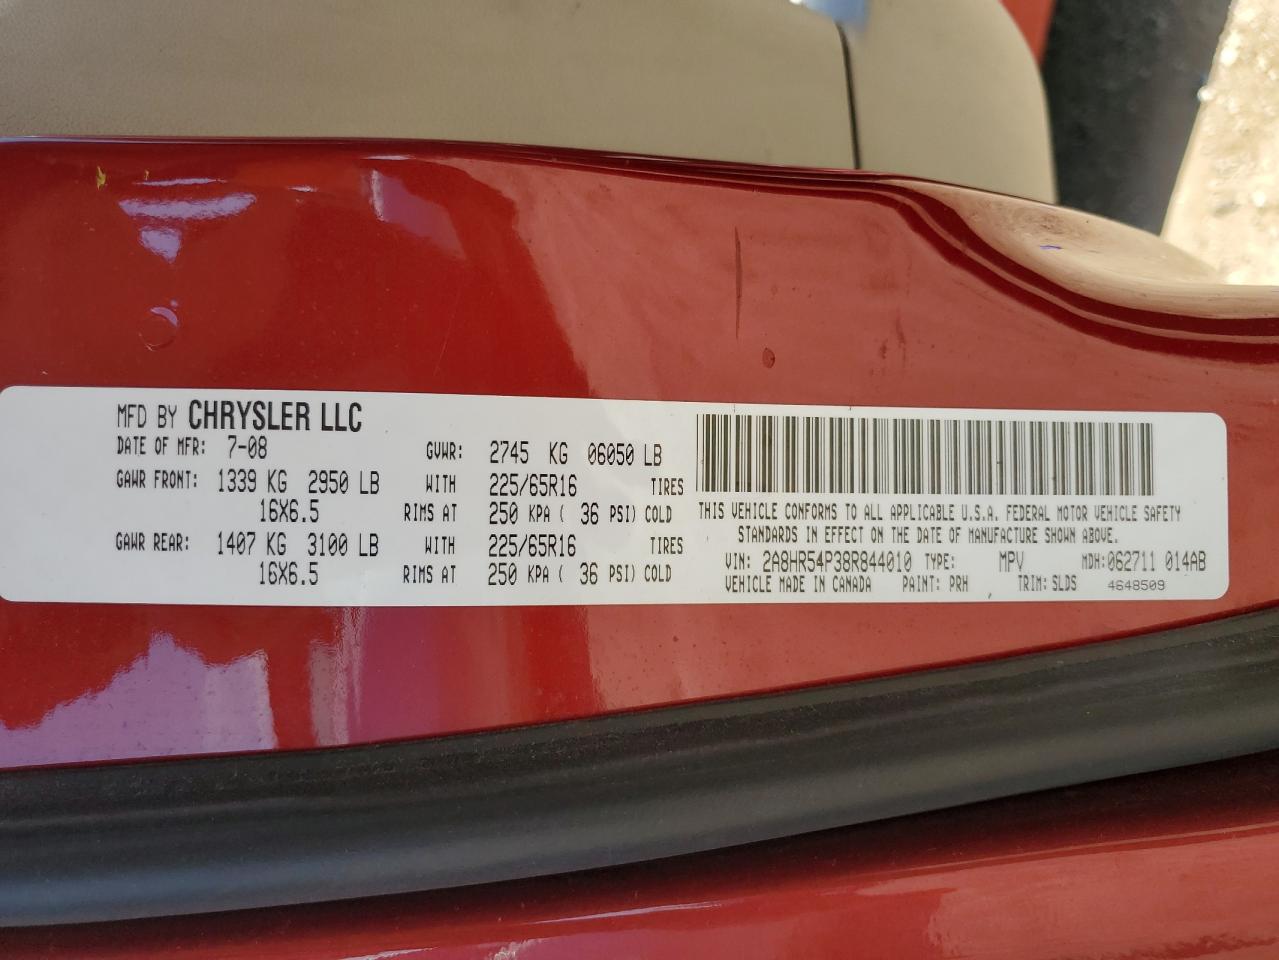 MFD BY CHRYSLER LLC
DATE OF MFR: 7-08 GVWR: 2745 KG 06050 LB
GAWR FRONT: 1339 KG 2950 LB WITH 225/65R16 TIRES
16X6.5 RIMS AT 250 KPA ( 36 PSI) COLD
GAWR REAR: 1407 KG 3100 LB WITH 225/65R16 TIRES
16X6.5 RIMS AT 250 KPA ( 36 PSI) COLD
THIS VEHICLE CONFORMS TO ALL APPLICABLE U.S.A. FEDERAL MOTOR VEHICLE SAFETY
STANDARDS IN EFFECT ON THE DATE OF MANUFACTURE SHOWN ABOVE.
VIN: 2A8HR54P38R844010 TYPE: MPV MDH: 062711 014AB
VEHICLE MADE IN CANADA PAINT: PRH TRIM: SLDS 4648509